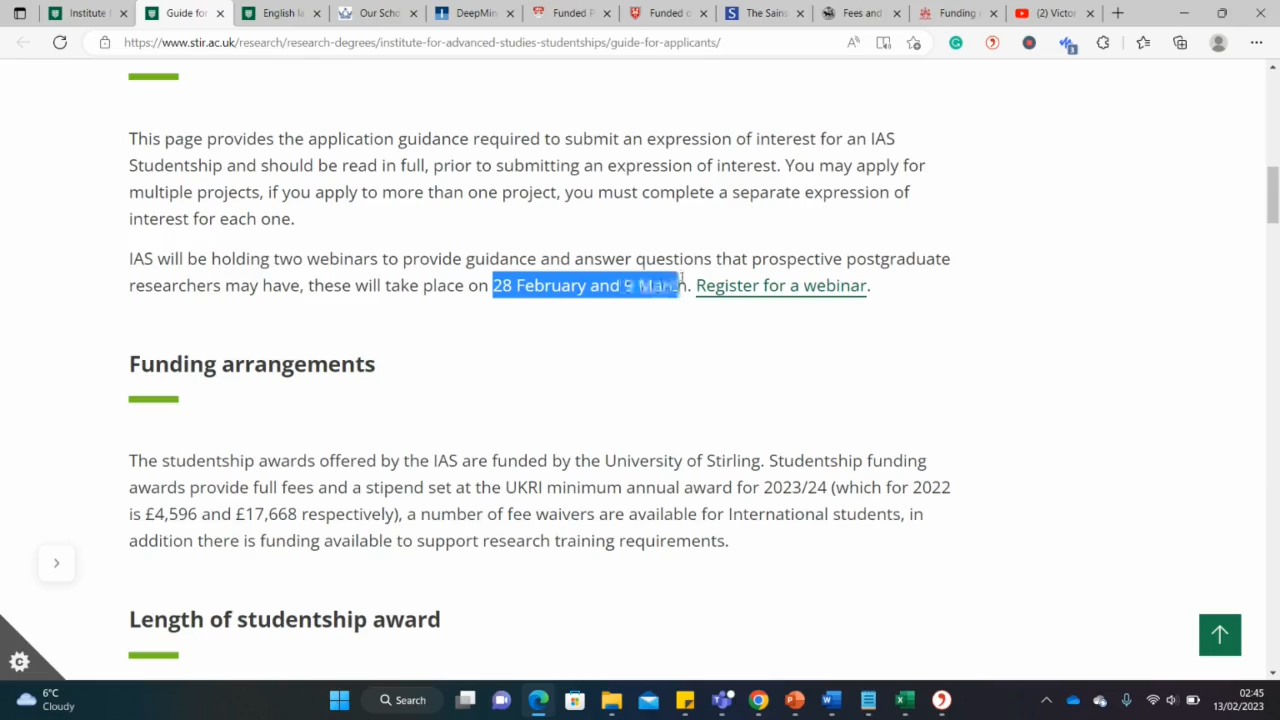 Institute f
Guide for
English la
Our Scho
DeepMin
Funded P
Funded o
The Sains
Fees and
Funding o
(2) Victor
https://www.stir.ac.uk/research/research-degrees/institute-for-advanced-studies-studentships/guide-for-applicants/
This page provides the application guidance required to submit an expression of interest for an IAS
Studentship and should be read in full, prior to submitting an expression of interest. You may apply for
multiple projects, if you apply to more than one project, you must complete a separate expression of
interest for each one.
IAS will be holding two webinars to provide guidance and answer questions that prospective postgraduate
researchers may have, these will take place on 28 February and 9 March. Register for a webinar.
Funding arrangements
The studentship awards offered by the IAS are funded by the University of Stirling. Studentship funding
awards provide full fees and a stipend set at the UKRI minimum annual award for 2023/24 (which for 2022
is £4,596 and £17,668 respectively), a number of fee waivers are available for International students, in
addition there is funding available to support research training requirements.
Length of studentship award
6°C
Cloudy
Search
02:45
13/02/2023